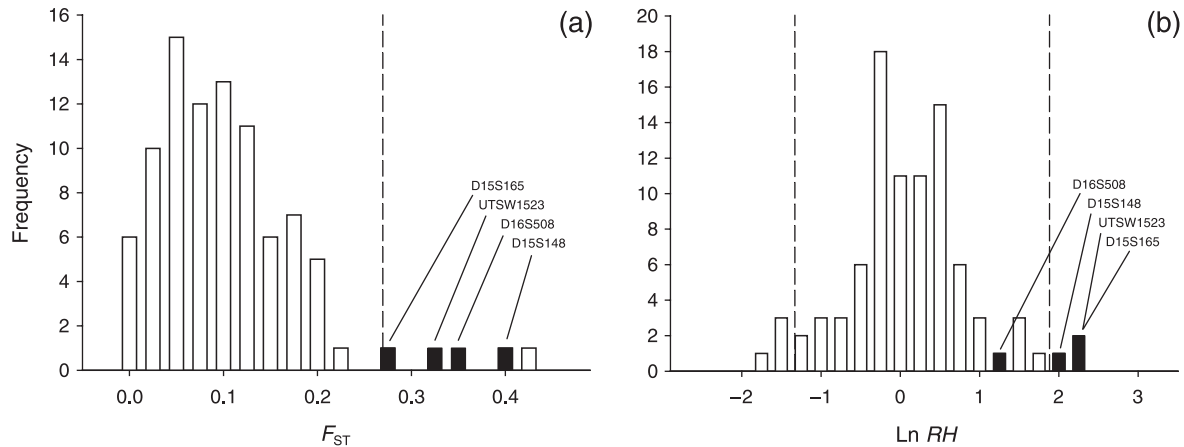 (a)
16
14
12
10
8
6
4
2
0
Frequency
D15S165
UTSW1523
D16S508
D15S148
0.0 0.1 0.2 0.3 0.4
FST
(b)
20
18
16
14
12
10
8
6
4
2
0
D16S508
D15S148
UTSW1523
D15S165
−2 −1 0 1 2 3
Ln RH